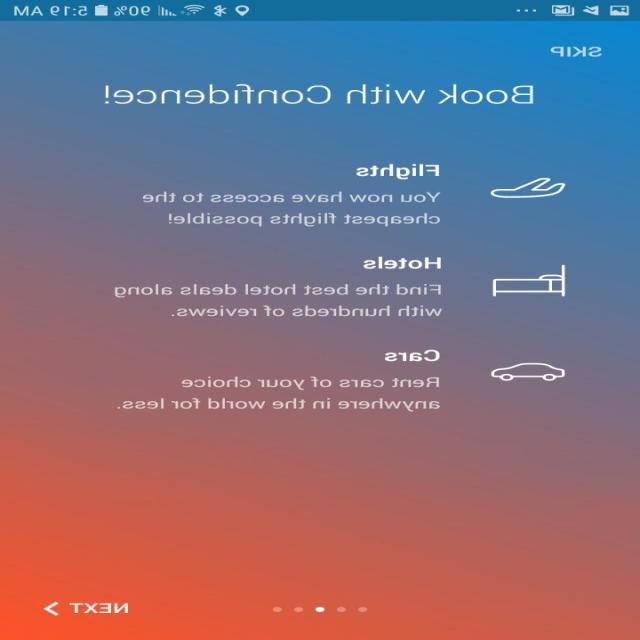 90% 5:19 AM
SKIP
Book with Confidence!
Flights
You now have access to the
cheapest flights possible!
Hotels
Find the best hotel deals along
with hundreds of reviews.
Cars
Rent cars of your choice
anywhere in the world for less.
NEXT